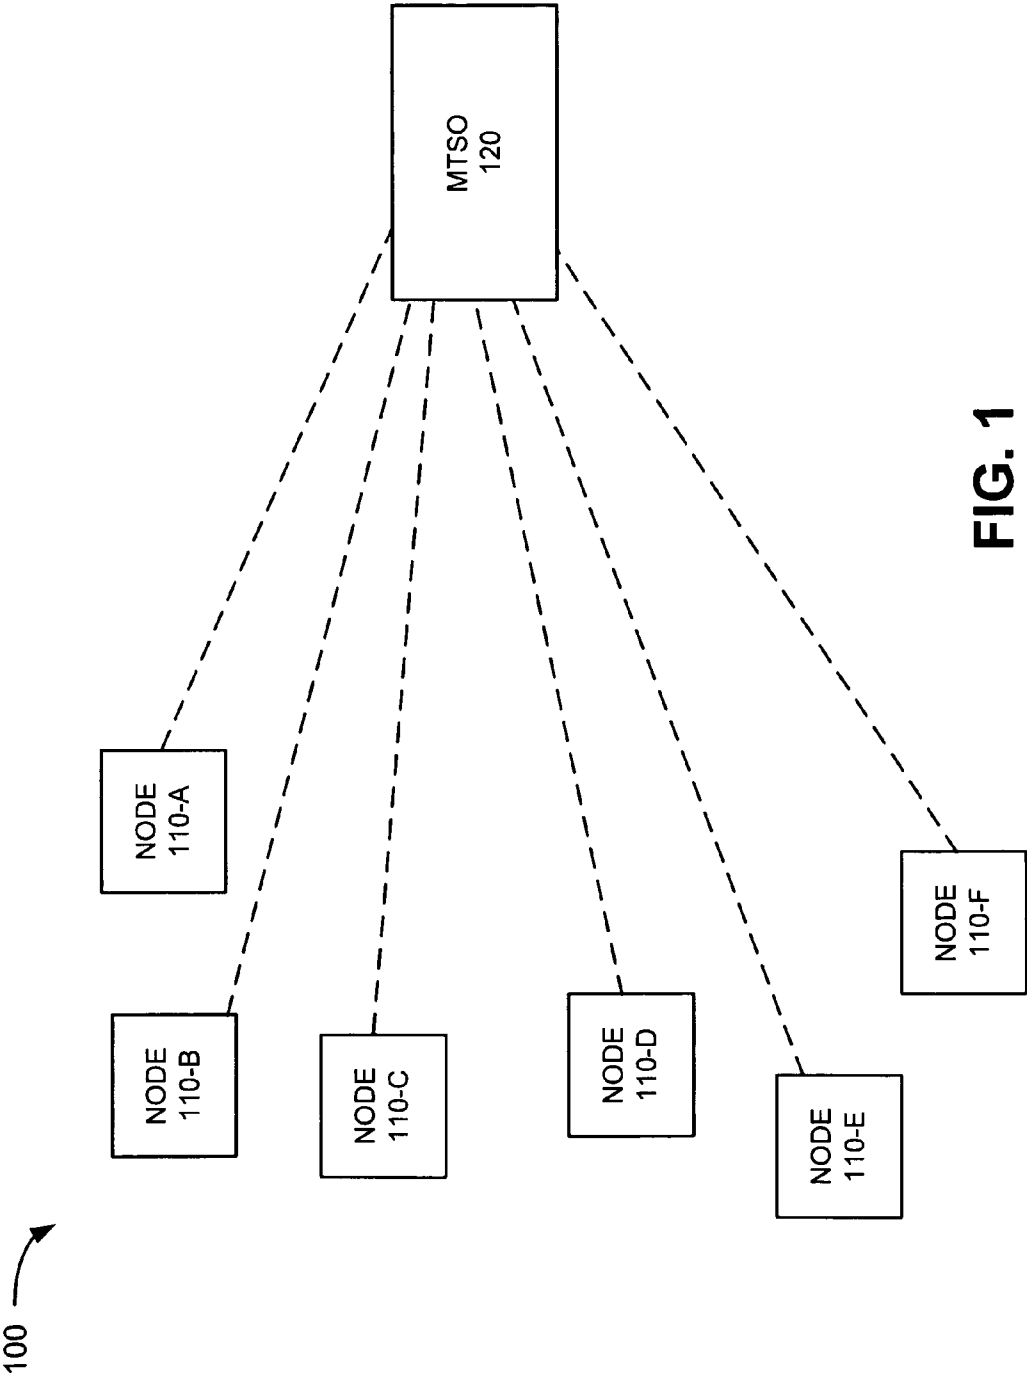 100
NODE
110-A
NODE
110-B
NODE
110-C
NODE
110-D
NODE
110-E
NODE
110-F
MTSO
120
FIG. 1